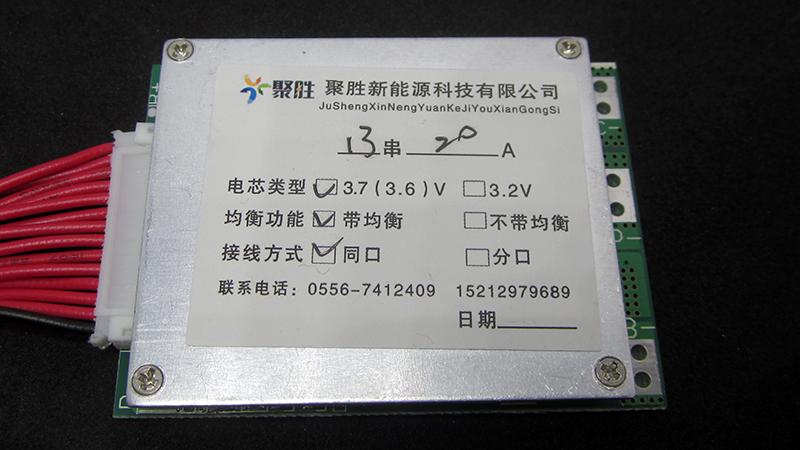 聚胜 聚胜新能源科技有限公司
JuShengXinNengYuanKeJiYouXianGongSi
13串 20 A
电芯类型 3.7(3.6)V 3.2V
均衡功能 带均衡 不带均衡
接线方式 同口 分口
联系电话: 0556-7412409 15212979689
日期